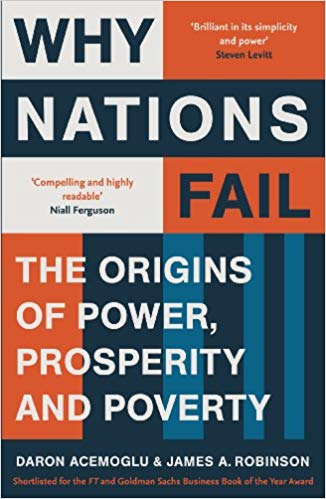 WHY
'Brilliant in its simplicity
and power'
Steven Levitt
NATIONS
'Compelling and highly
readable'
Niall Ferguson
FAIL
THE ORIGINS
OF POWER,
PROSPERITY
AND POVERTY
DARON ACEMOGLU & JAMES A. ROBINSON
Shortlisted for the FT and Goldman Sachs Business Book of the Year Award